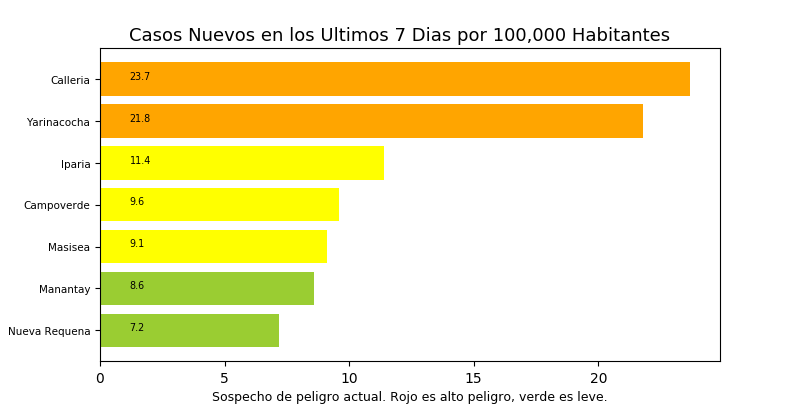 Casos Nuevos en los Ultimos 7 Dias por 100,000 Habitantes
Calleria 23.7
Yarinacocha 21.8
Iparia 11.4
Campoverde 9.6
Masisea 9.1
Manantay 8.6
Nueva Requena 7.2
0 5 10 15 20
Sospecho de peligro actual. Rojo es alto peligro, verde es leve.